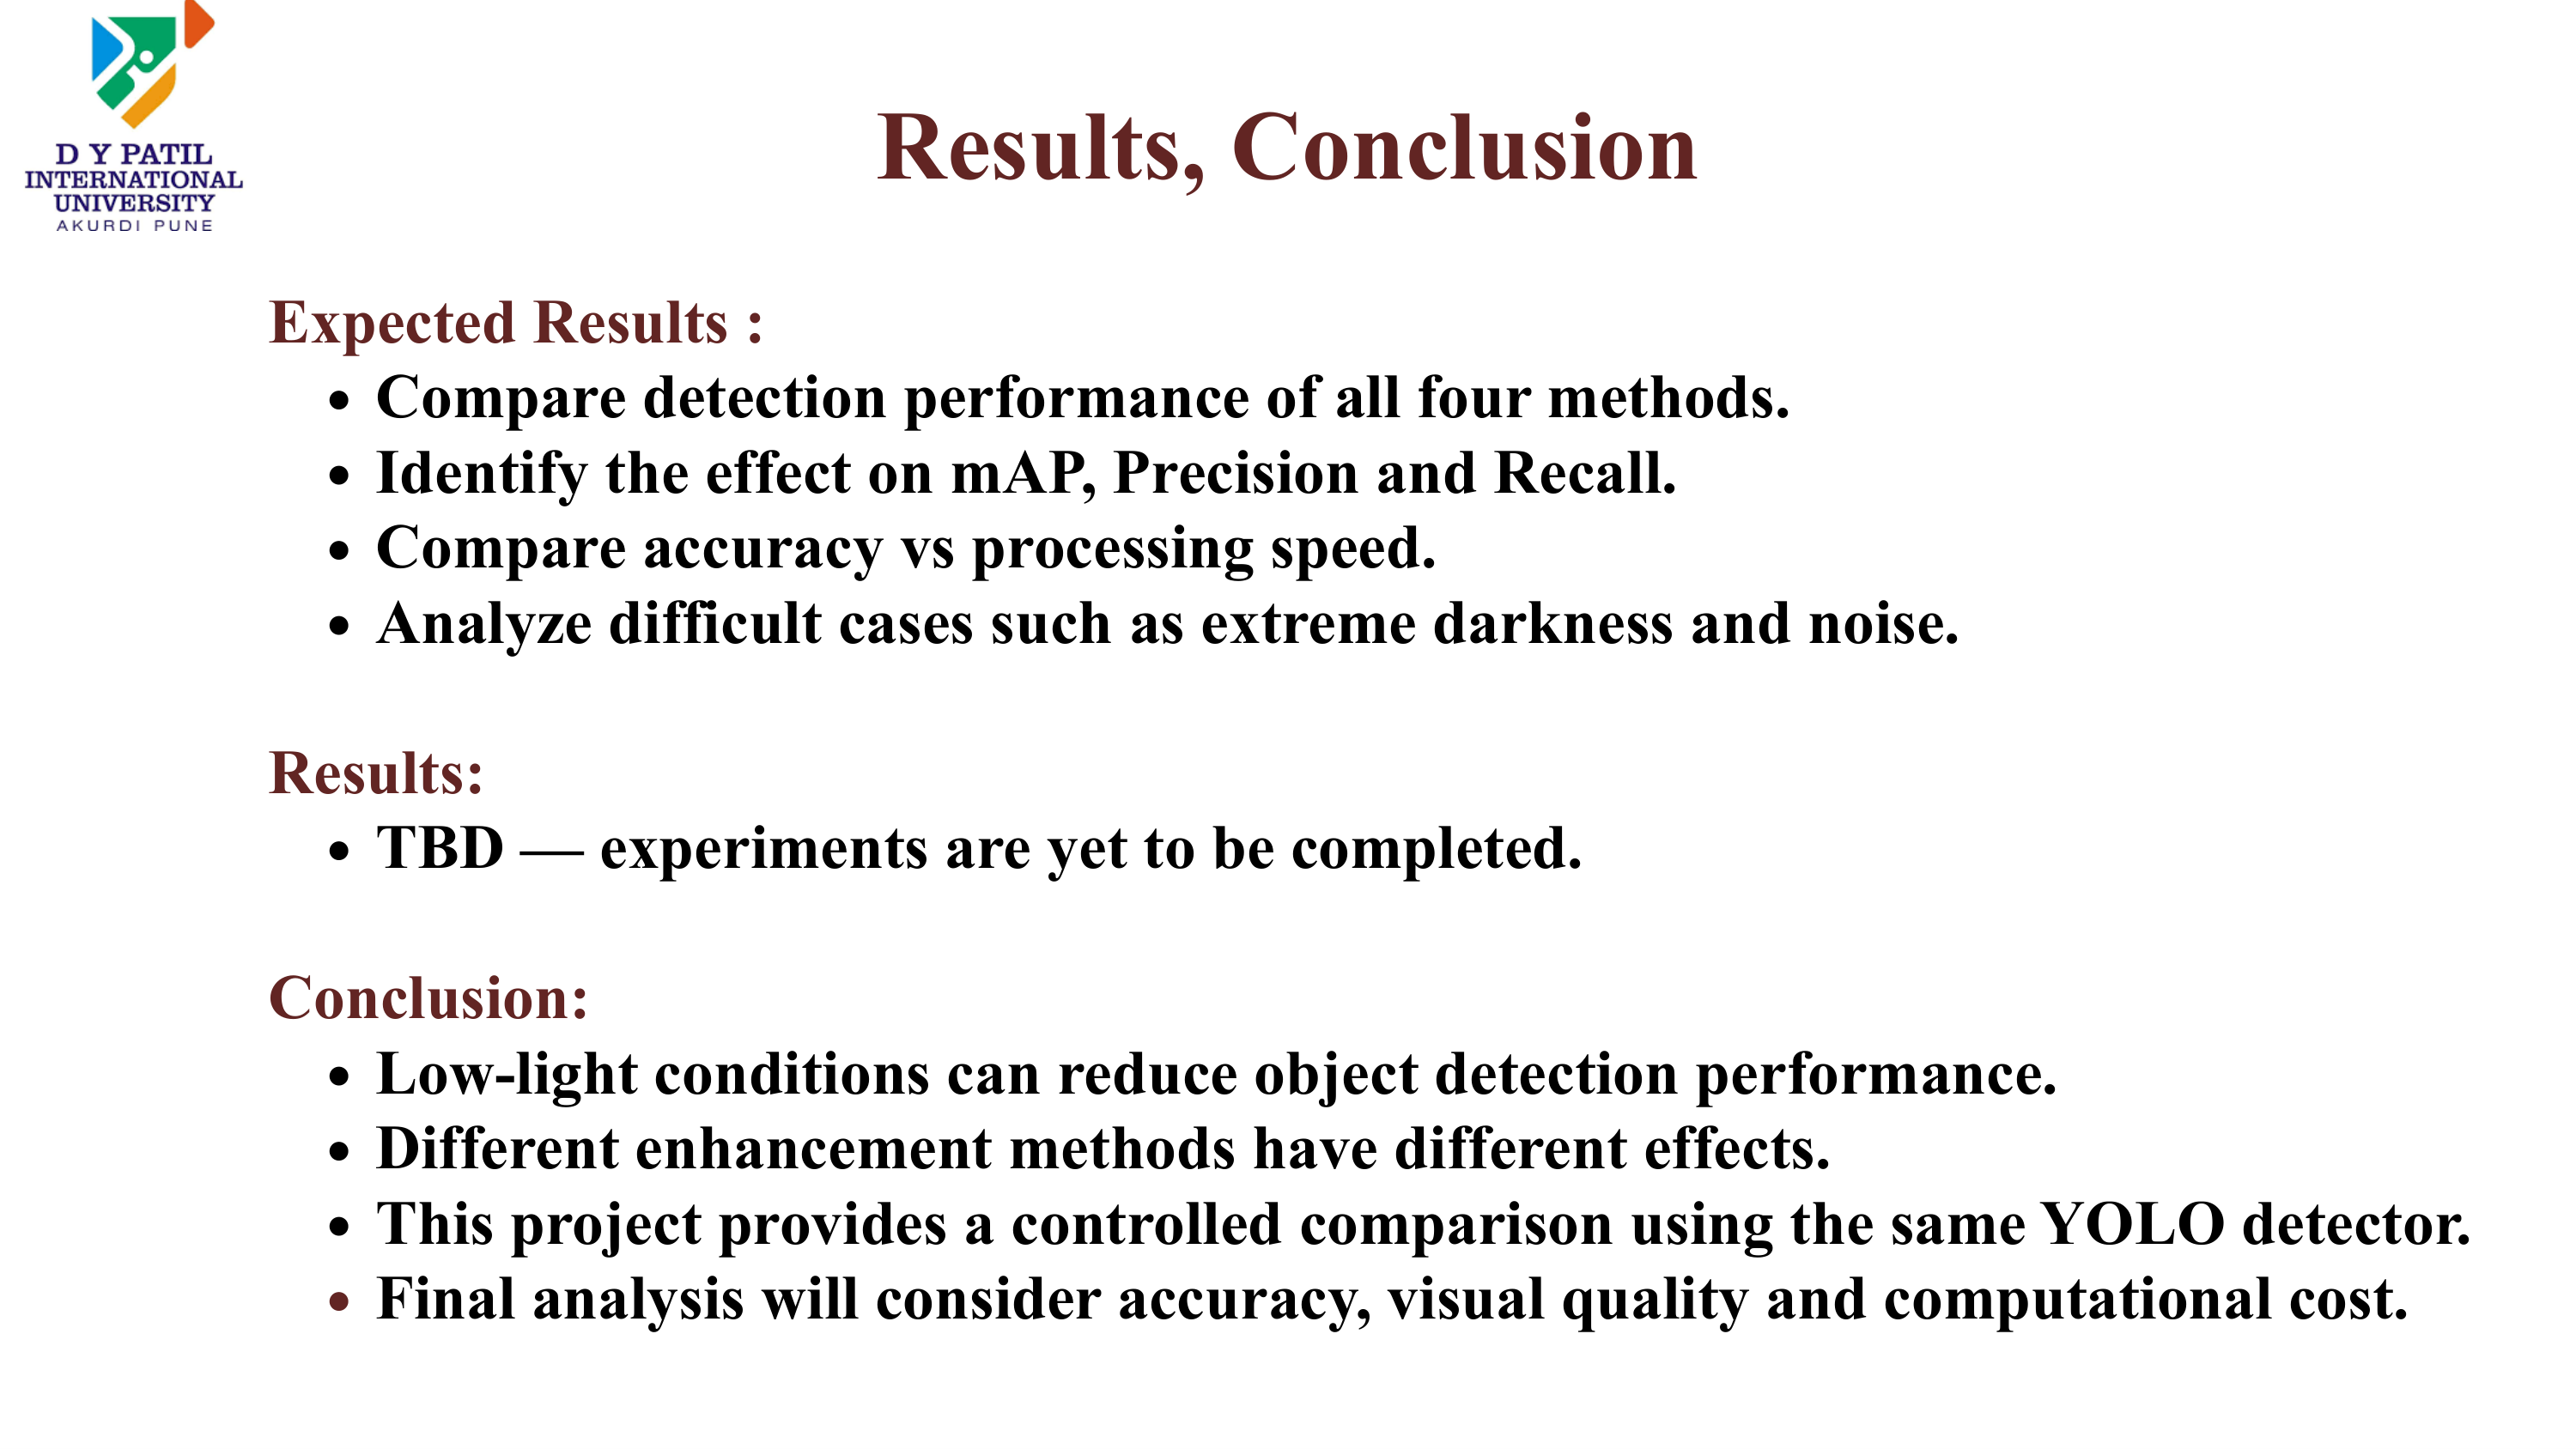 D Y PATIL
INTERNATIONAL
UNIVERSITY
AKURDI PUNE
Results, Conclusion
Expected Results :
• Compare detection performance of all four methods.
• Identify the effect on mAP, Precision and Recall.
• Compare accuracy vs processing speed.
• Analyze difficult cases such as extreme darkness and noise.
Results:
• TBD — experiments are yet to be completed.
Conclusion:
• Low-light conditions can reduce object detection performance.
• Different enhancement methods have different effects.
• This project provides a controlled comparison using the same YOLO detector.
• Final analysis will consider accuracy, visual quality and computational cost.